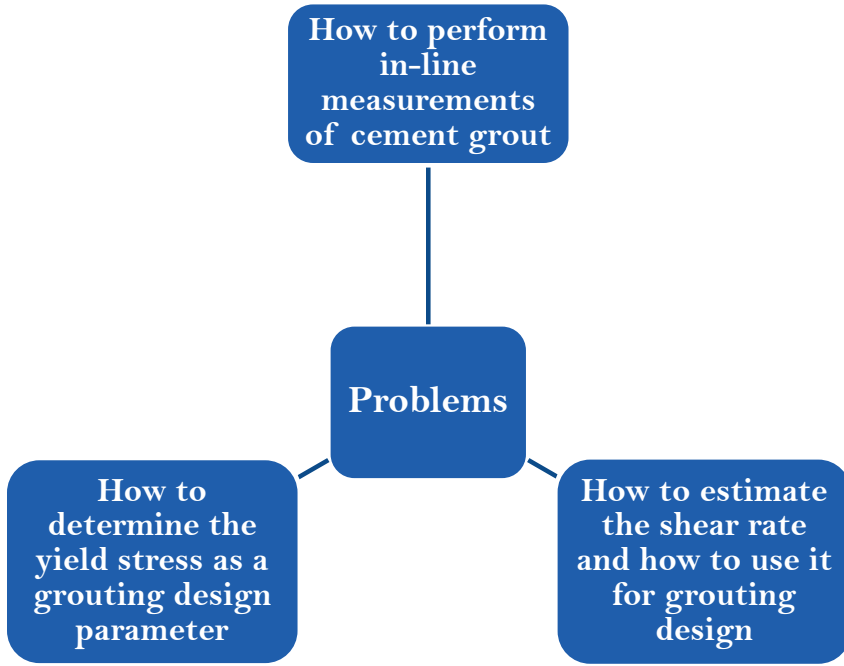 How to perform
in-line
measurements
of cement grout
Problems
How to
determine the
yield stress as a
grouting design
parameter
How to estimate
the shear rate
and how to use it
for grouting
design